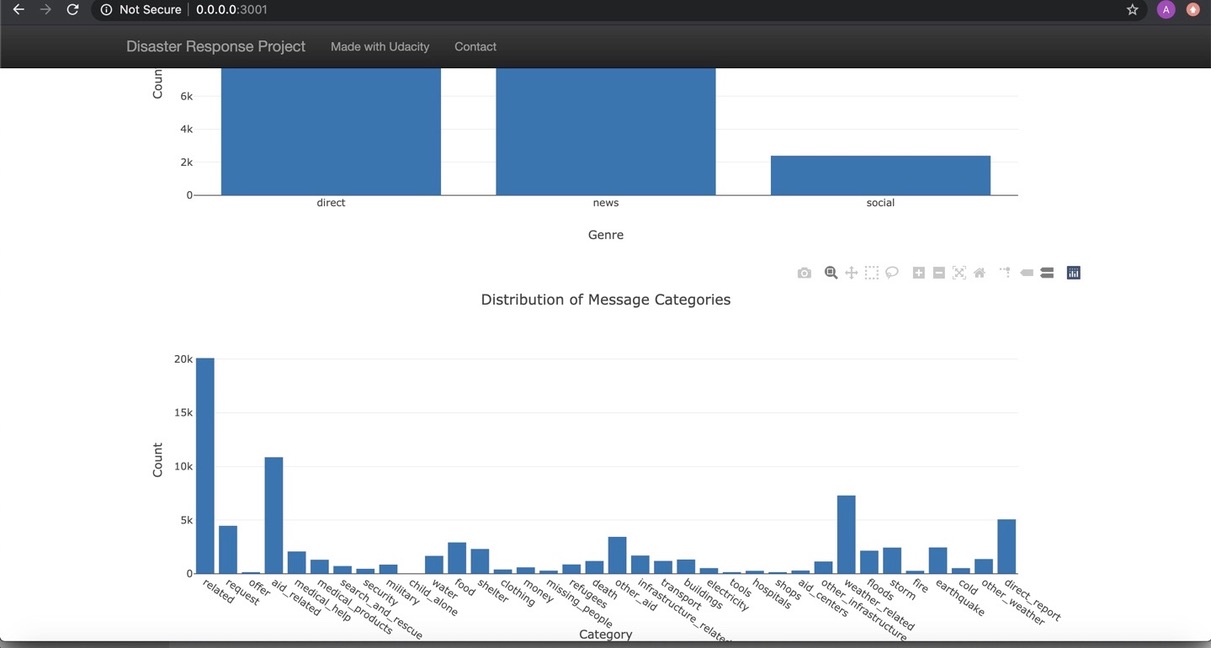 Not Secure | 0.0.0.0:3001
A
Disaster Response Project Made with Udacity Contact
Coun
6k
4k
2k
0
direct news social
Genre
Distribution of Message Categories
20k
15k
10k
5k
0
Count
related
request
offer
aid_related
medical_help
medical_products
search_and_rescue
security
military
child_alone
water
food
shelter
clothing
money
missing_people
refugees
death
other_aid
infrastructure_related
transport
buildings
electricity
tools
hospitals
shops
aid_centers
other_infrastructure
weather_related
floods
storm
fire
earthquake
cold
other_weather
direct_report
Category